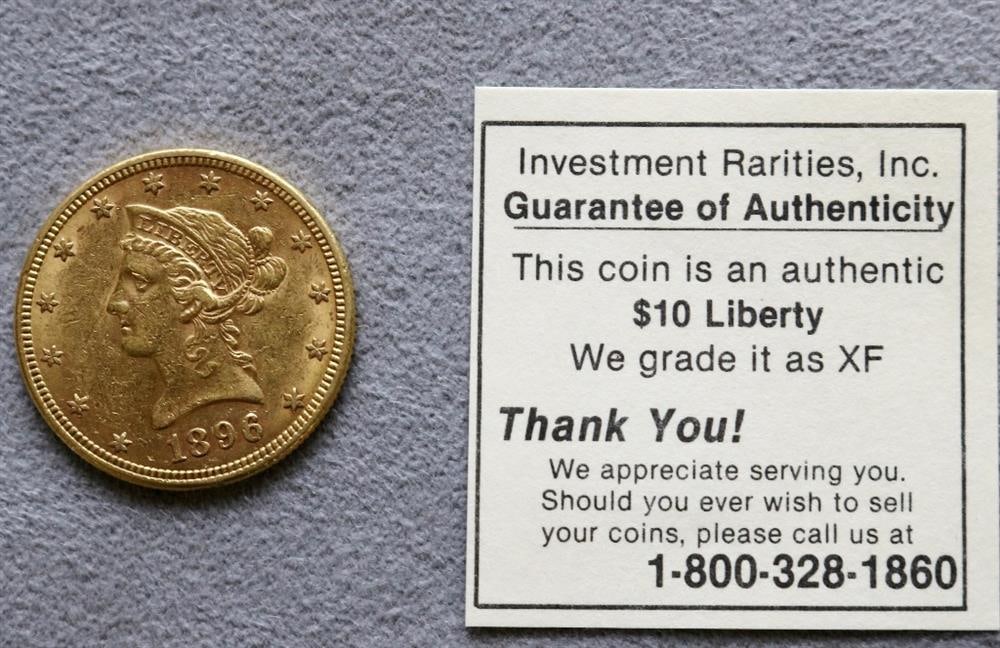 LIBERTY
1896
Investment Rarities, Inc.
Guarantee of Authenticity
This coin is an authentic
$10 Liberty
We grade it as XF
Thank You!
We appreciate serving you.
Should you ever wish to sell
your coins, please call us at
1-800-328-1860